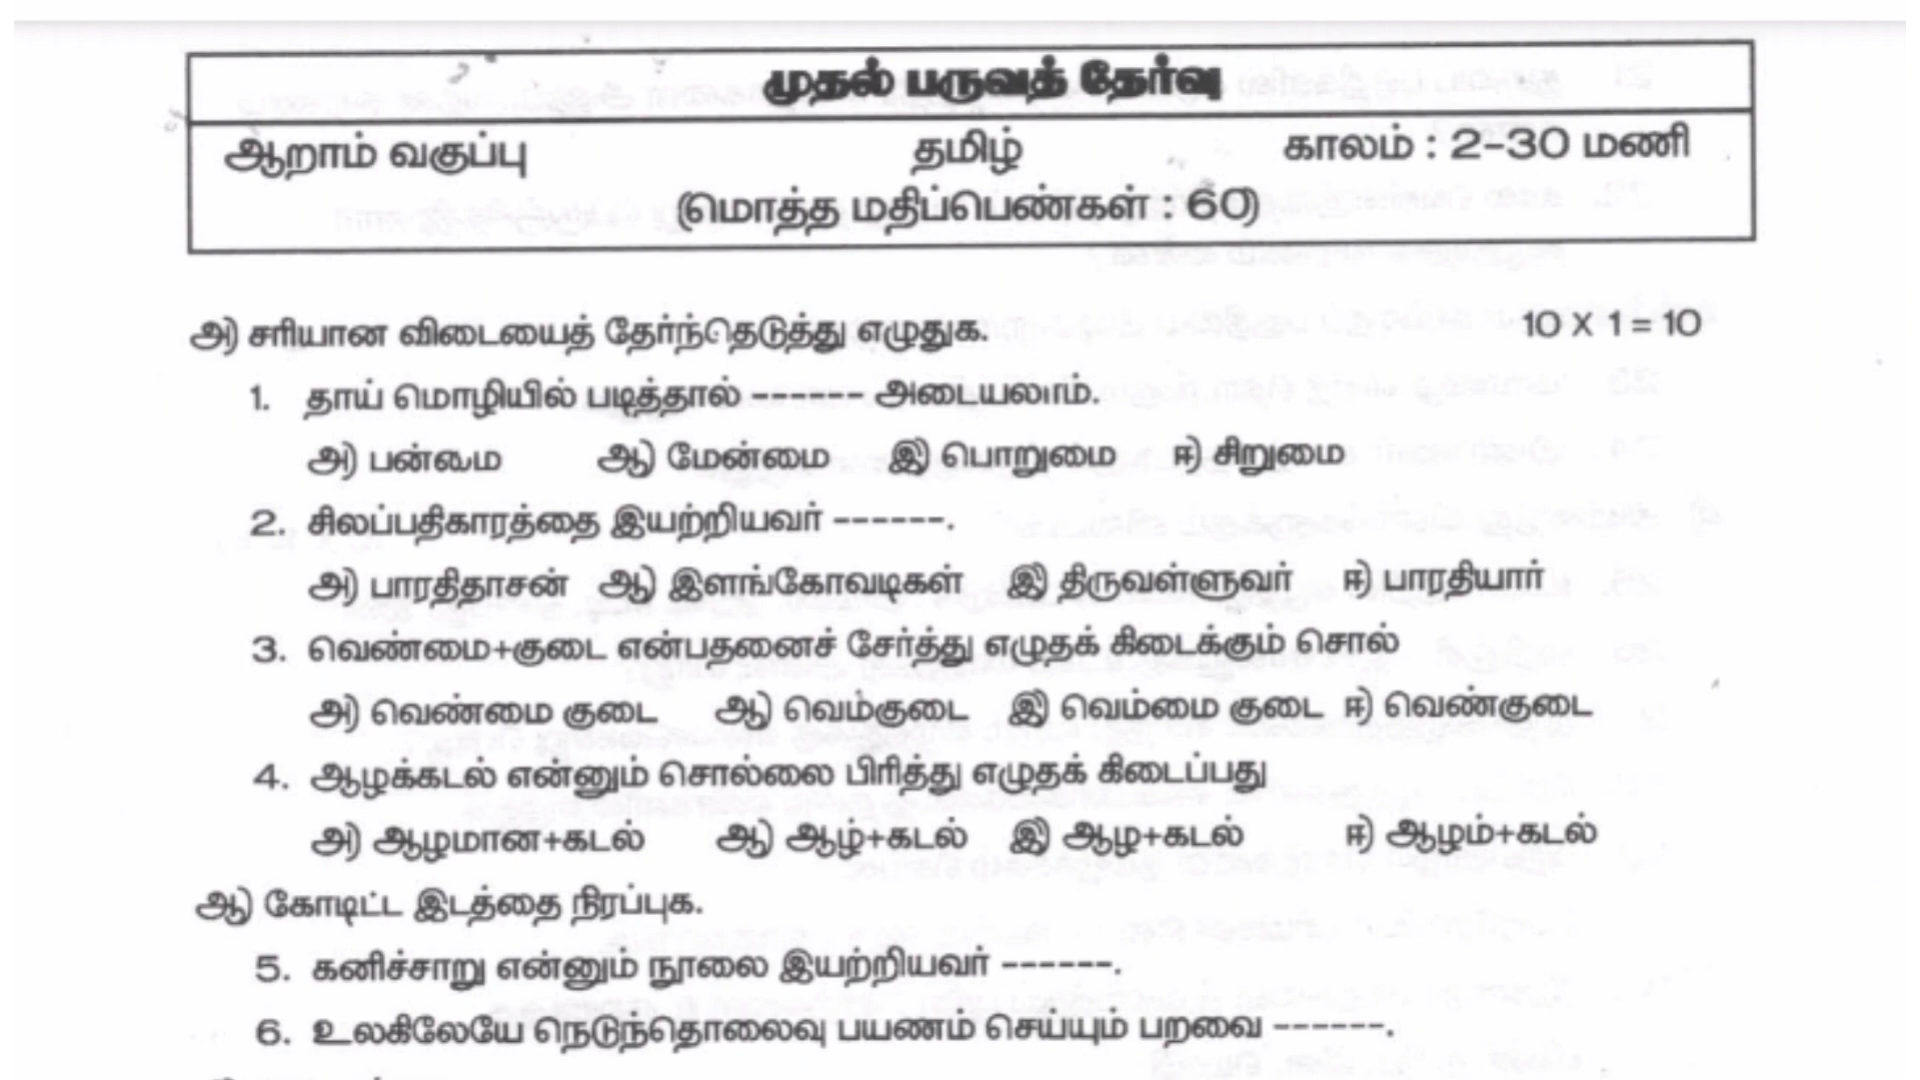 முதல் பருவத் தேர்வு
ஆறாம் வகுப்பு தமிழ் காலம் : 2-30 மணி
(மொத்த மதிப்பெண்கள் : 60)
அ) சரியான விடையைத் தேர்ந்தெடுத்து எழுதுக. 10 X 1 = 10
1. தாய் மொழியில் படித்தால் ------ அடையலாம்.
அ) பன்மை ஆ) மேன்மை இ) பொறுமை ஈ) சிறுமை
2. சிலப்பதிகாரத்தை இயற்றியவர் ------.
அ) பாரதிதாசன் ஆ) இளங்கோவடிகள் இ) திருவள்ளுவர் ஈ) பாரதியார்
3. வெண்மை+குடை என்பதனைச் சேர்த்து எழுதக் கிடைக்கும் சொல்
அ) வெண்மை குடை ஆ) வெம்குடை இ) வெம்மை குடை ஈ) வெண்குடை
4. ஆழக்கடல் என்னும் சொல்லை பிரித்து எழுதக் கிடைப்பது
அ) ஆழமான+கடல் ஆ) ஆழ்+கடல் இ) ஆழ+கடல் ஈ) ஆழம்+கடல்
ஆ) கோடிட்ட இடத்தை நிரப்புக.
5. கனிச்சாறு என்னும் நூலை இயற்றியவர் ------.
6. உலகிலேயே நெடுந்தொலைவு பயணம் செய்யும் பறவை ------.